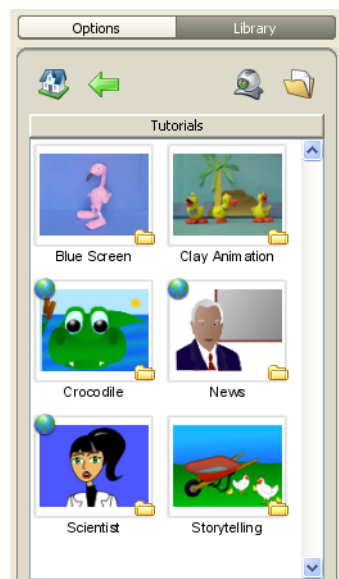 Options
Library
Tutorials
Blue Screen
Clay Animation
Crocodile
News
Scientist
Storytelling